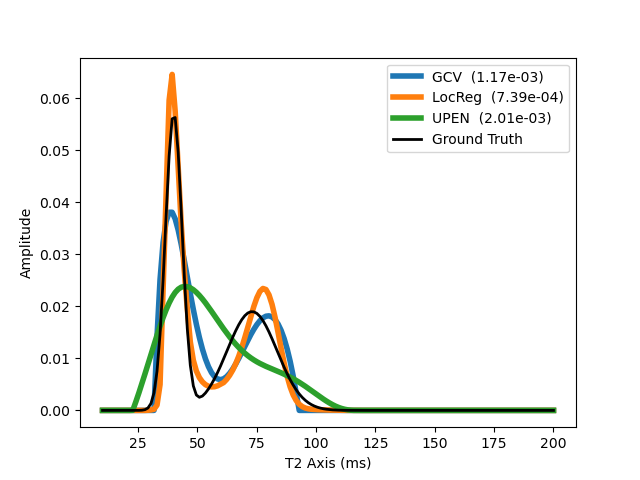 GCV (1.17e-03)
LocReg (7.39e-04)
UPEN (2.01e-03)
Ground Truth
0.06
0.05
0.04
0.03
0.02
0.01
0.00
Amplitude
25 50 75 100 125 150 175 200
T2 Axis (ms)